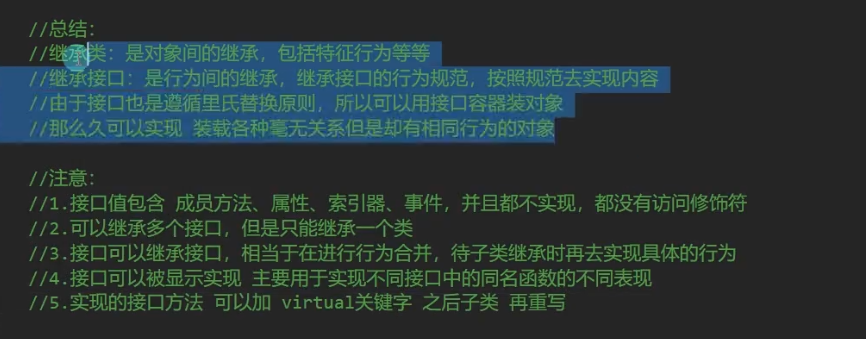 //总结:
//继承类: 是对象间的继承，包括特征行为等等
//继承接口: 是行为间的继承，继承接口的行为规范，按照规范去实现内容
//由于接口也是遵循里氏替换原则，所以可以用接口容器装对象
//那么久可以实现 装载各种毫无关系但是却有相同行为的对象
//注意:
//1.接口值包含 成员方法、属性、索引器、事件，并且都不实现，都没有访问修饰符
//2.可以继承多个接口，但是只能继承一个类
//3.接口可以继承接口，相当于在进行行为合并，待子类继承时再去实现具体的行为
//4.接口可以被显示实现 主要用于实现不同接口中的同名函数的不同表现
//5.实现的接口方法 可以加 virtual关键字 之后子类 再重写